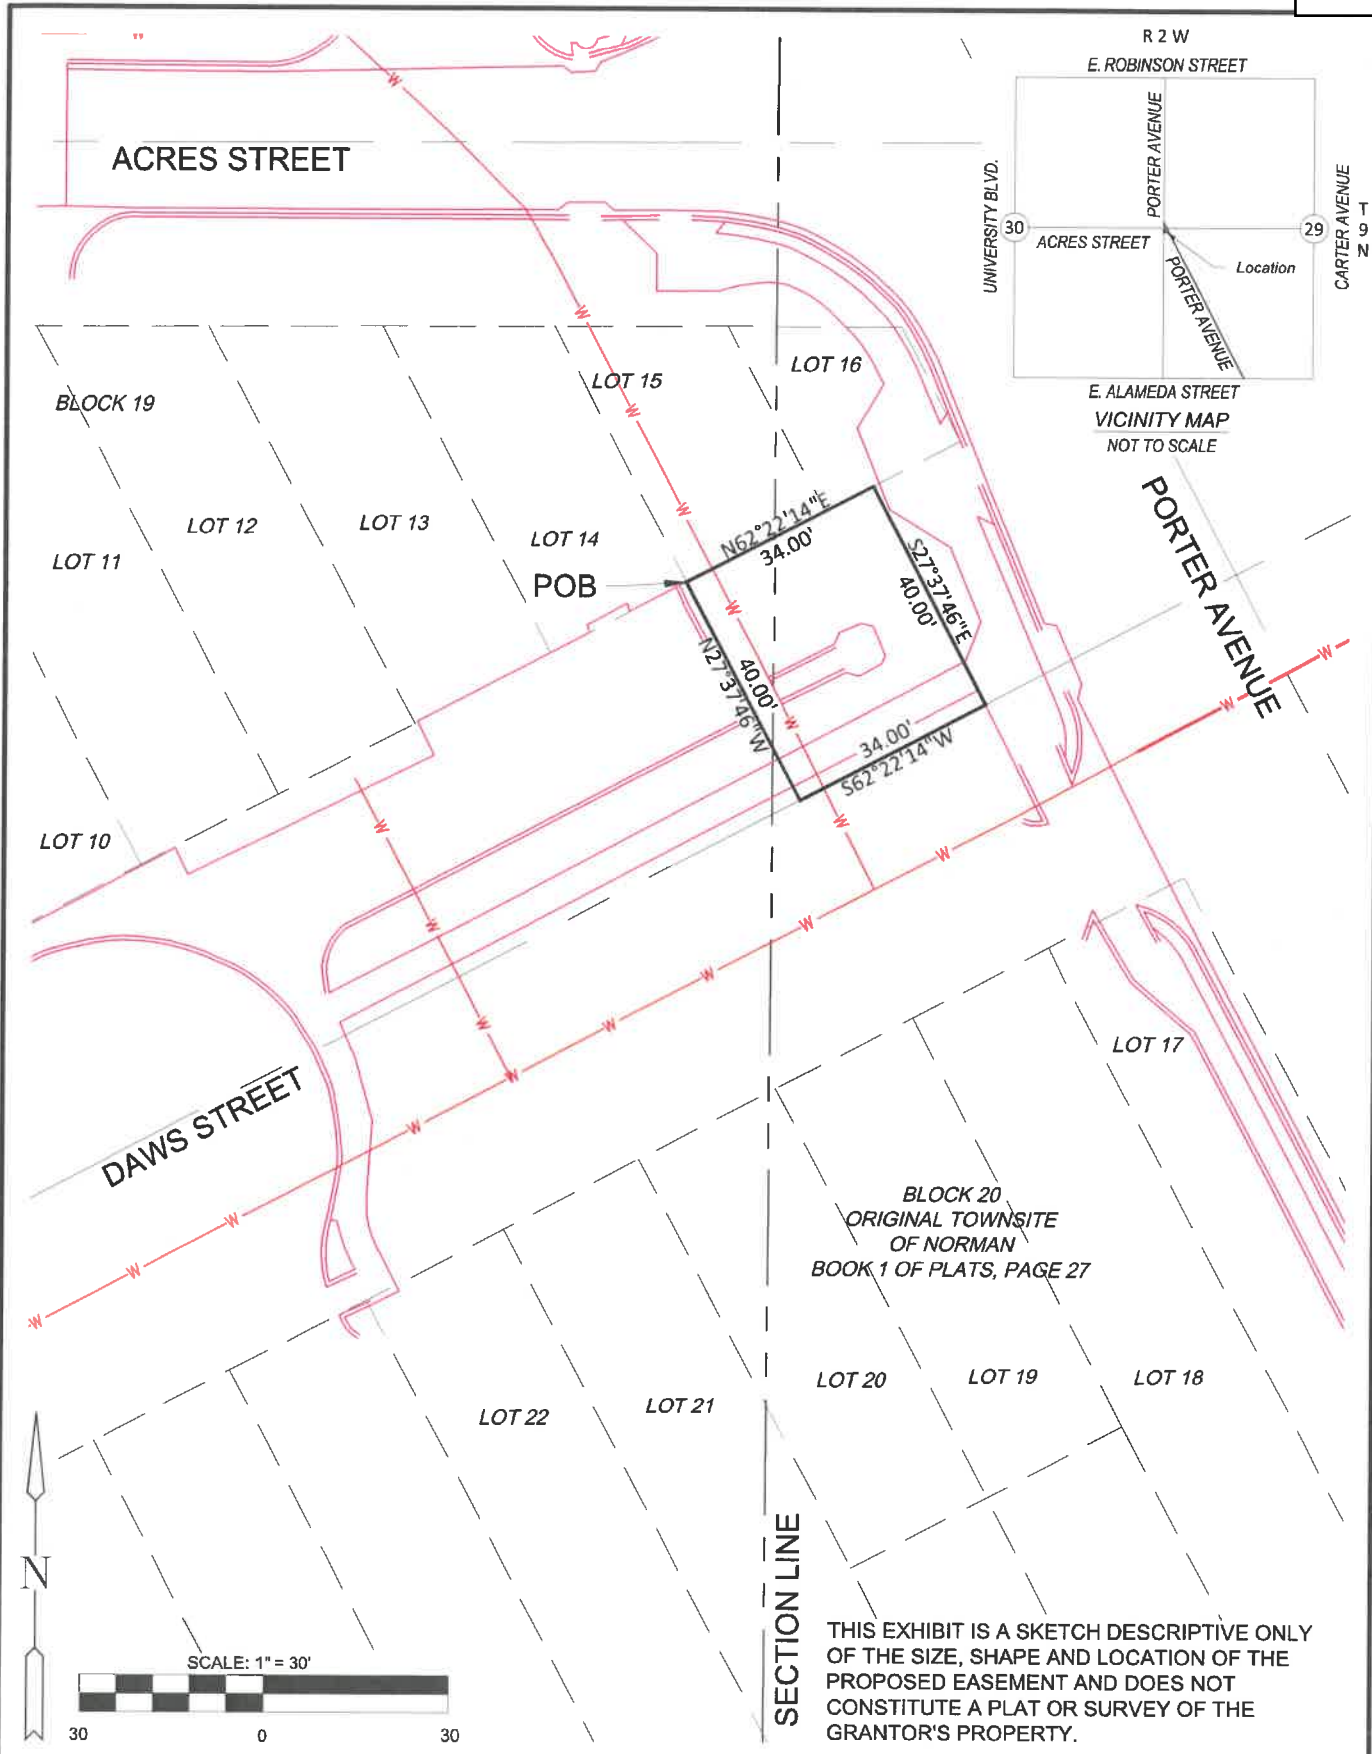 R 2 W
E. ROBINSON STREET
PORTER AVENUE
UNIVERSITY BLVD.
CARTER AVENUE
T
9
N
30
29
ACRES STREET
Location
PORTER AVENUE
E. ALAMEDA STREET
VICINITY MAP
NOT TO SCALE
ACRES STREET
W
W
LOT 16
LOT 15
W
BLOCK 19
W
LOT 12
LOT 13
LOT 14
LOT 11
POB
N62°22'14"E
34.00'
S27°37'46"E
40.00'
W
PORTER AVENUE
N27°37'46"W
40.00'
W
W
W
34.00'
S62°22'14"W
W
W
W
LOT 10
W
W
W
W
W
W
W
LOT 17
DAWS STREET
W
W
W
W
BLOCK 20
ORIGINAL TOWNSITE
OF NORMAN
BOOK 1 OF PLATS, PAGE 27
LOT 22
LOT 21
LOT 20
LOT 19
LOT 18
N
SECTION LINE
SCALE: 1" = 30'
30 0 30
THIS EXHIBIT IS A SKETCH DESCRIPTIVE ONLY
OF THE SIZE, SHAPE AND LOCATION OF THE
PROPOSED EASEMENT AND DOES NOT
CONSTITUTE A PLAT OR SURVEY OF THE
GRANTOR'S PROPERTY.